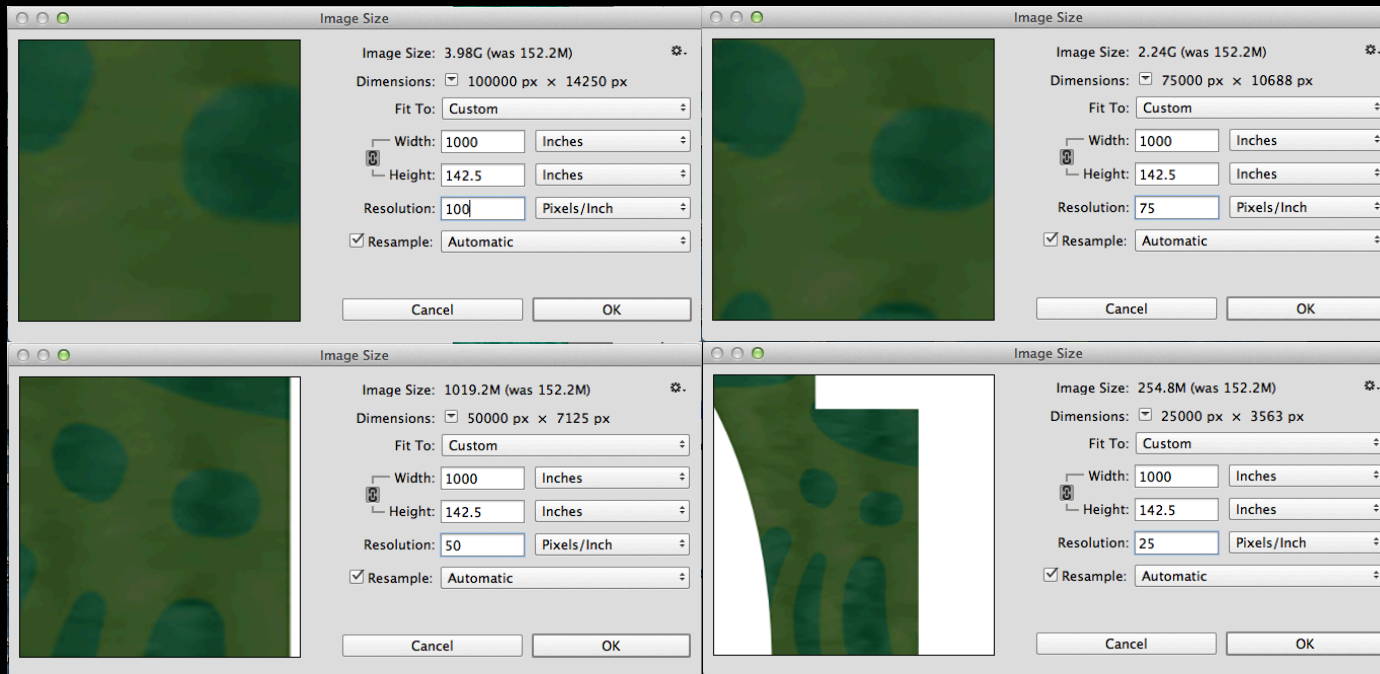 Image Size
Image Size: 3.98G (was 152.2M)
Dimensions: 100000 px × 14250 px
Fit To: Custom
Width: 1000 Inches
Height: 142.5 Inches
Resolution: 100 Pixels/Inch
Resample: Automatic
Cancel OK
Image Size
Image Size: 2.24G (was 152.2M)
Dimensions: 75000 px × 10688 px
Fit To: Custom
Width: 1000 Inches
Height: 142.5 Inches
Resolution: 75 Pixels/Inch
Resample: Automatic
Cancel OK
Image Size
Image Size: 1019.2M (was 152.2M)
Dimensions: 50000 px × 7125 px
Fit To: Custom
Width: 1000 Inches
Height: 142.5 Inches
Resolution: 50 Pixels/Inch
Resample: Automatic
Cancel OK
Image Size
Image Size: 254.8M (was 152.2M)
Dimensions: 25000 px × 3563 px
Fit To: Custom
Width: 1000 Inches
Height: 142.5 Inches
Resolution: 25 Pixels/Inch
Resample: Automatic
Cancel OK